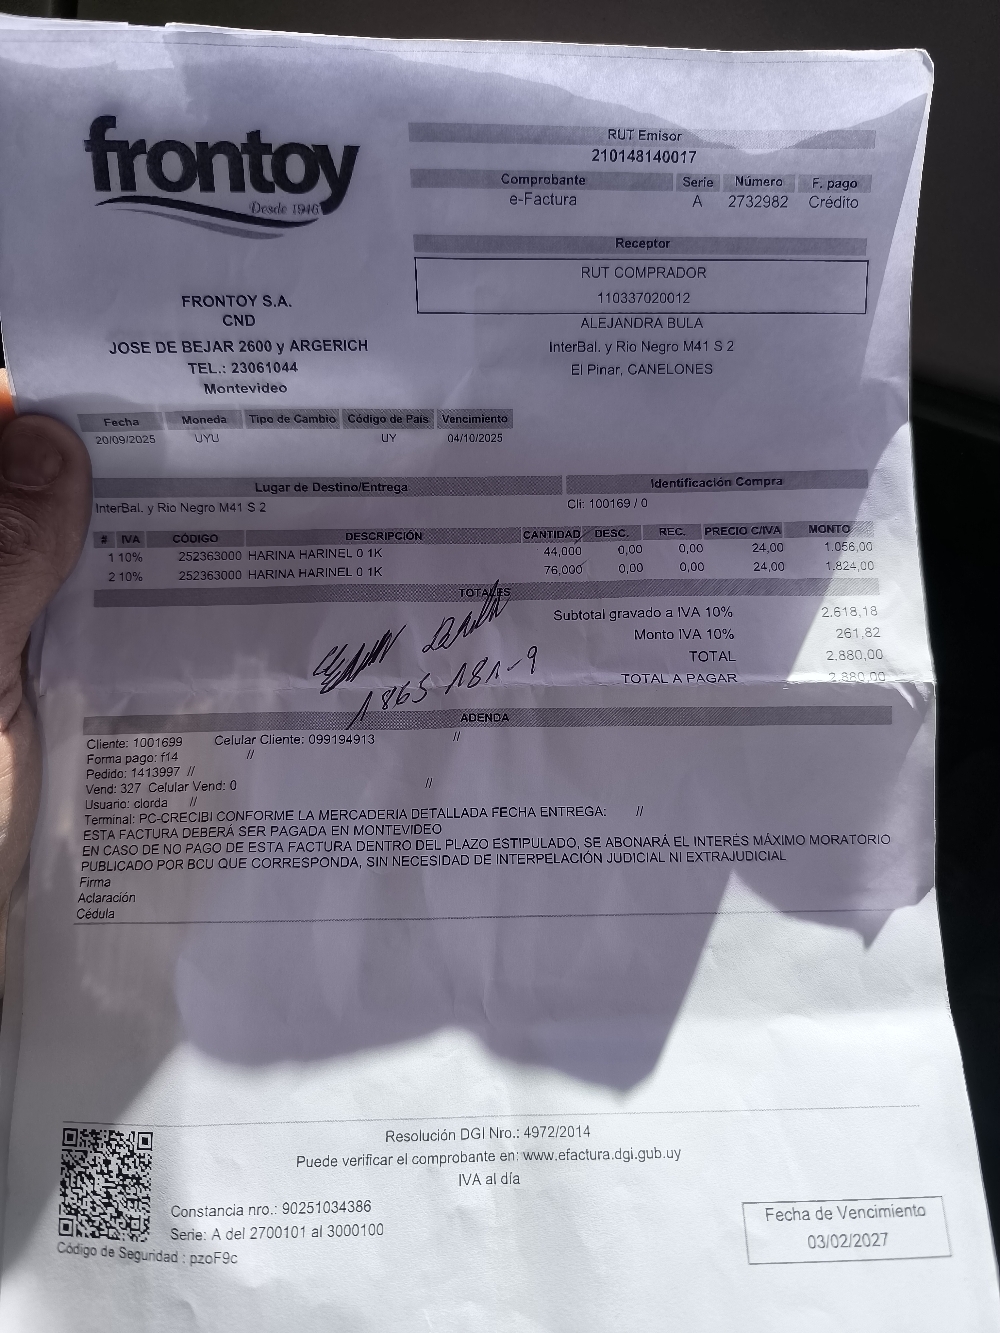 frontoy
Desde 1946
RUT Emisor
210148140017
Comprobante Serie Número F. pago
e-Factura A 2732982 Crédito
Receptor
RUT COMPRADOR
110337020012
ALEJANDRA BULA
InterBal. y Rio Negro M41 S 2
El Pinar, CANELONES
FRONTOY S.A.
CND
JOSE DE BEJAR 2600 y ARGERICH
TEL.: 23061044
Montevideo
Fecha Moneda Tipo de Cambio Código de País Vencimiento
20/09/2025 UYU UY 04/10/2025
Lugar de Destino/Entrega Identificación Compra
InterBal. y Rio Negro M41 S 2 Cli: 100169 / 0
# IVA CÓDIGO DESCRIPCIÓN CANTIDAD DESC. REC. PRECIO C/IVA MONTO
1 10% 252363000 HARINA HARINEL 0 1K 44,000 0,00 0,00 24,00 1.056,00
2 10% 252363000 HARINA HARINEL 0 1K 76,000 0,00 0,00 24,00 1.824,00
TOTALES
Subtotal gravado a IVA 10% 2.618,18
Monto IVA 10% 261,82
TOTAL 2.880,00
TOTAL A PAGAR 2.880,00
1865 181-9
ADENDA
Cliente: 1001699 Celular Cliente: 099194913 //
Forma pago: f14 //
Pedido: 1413997 //
Vend: 327 Celular Vend: 0 //
Usuario: clorda //
Terminal: PC-CRECIBI CONFORME LA MERCADERIA DETALLADA FECHA ENTREGA: //
ESTA FACTURA DEBERÁ SER PAGADA EN MONTEVIDEO
EN CASO DE NO PAGO DE ESTA FACTURA DENTRO DEL PLAZO ESTIPULADO, SE ABONARÁ EL INTERÉS MÁXIMO MORATORIO
PUBLICADO POR BCU QUE CORRESPONDA, SIN NECESIDAD DE INTERPELACIÓN JUDICIAL NI EXTRAJUDICIAL
Firma
Aclaración
Cédula
Resolución DGI Nro.: 4972/2014
Puede verificar el comprobante en: www.efactura.dgi.gub.uy
IVA al día
Constancia nro.: 90251034386
Serie: A del 2700101 al 3000100
Código de Seguridad : pzoF9c
Fecha de Vencimiento
03/02/2027